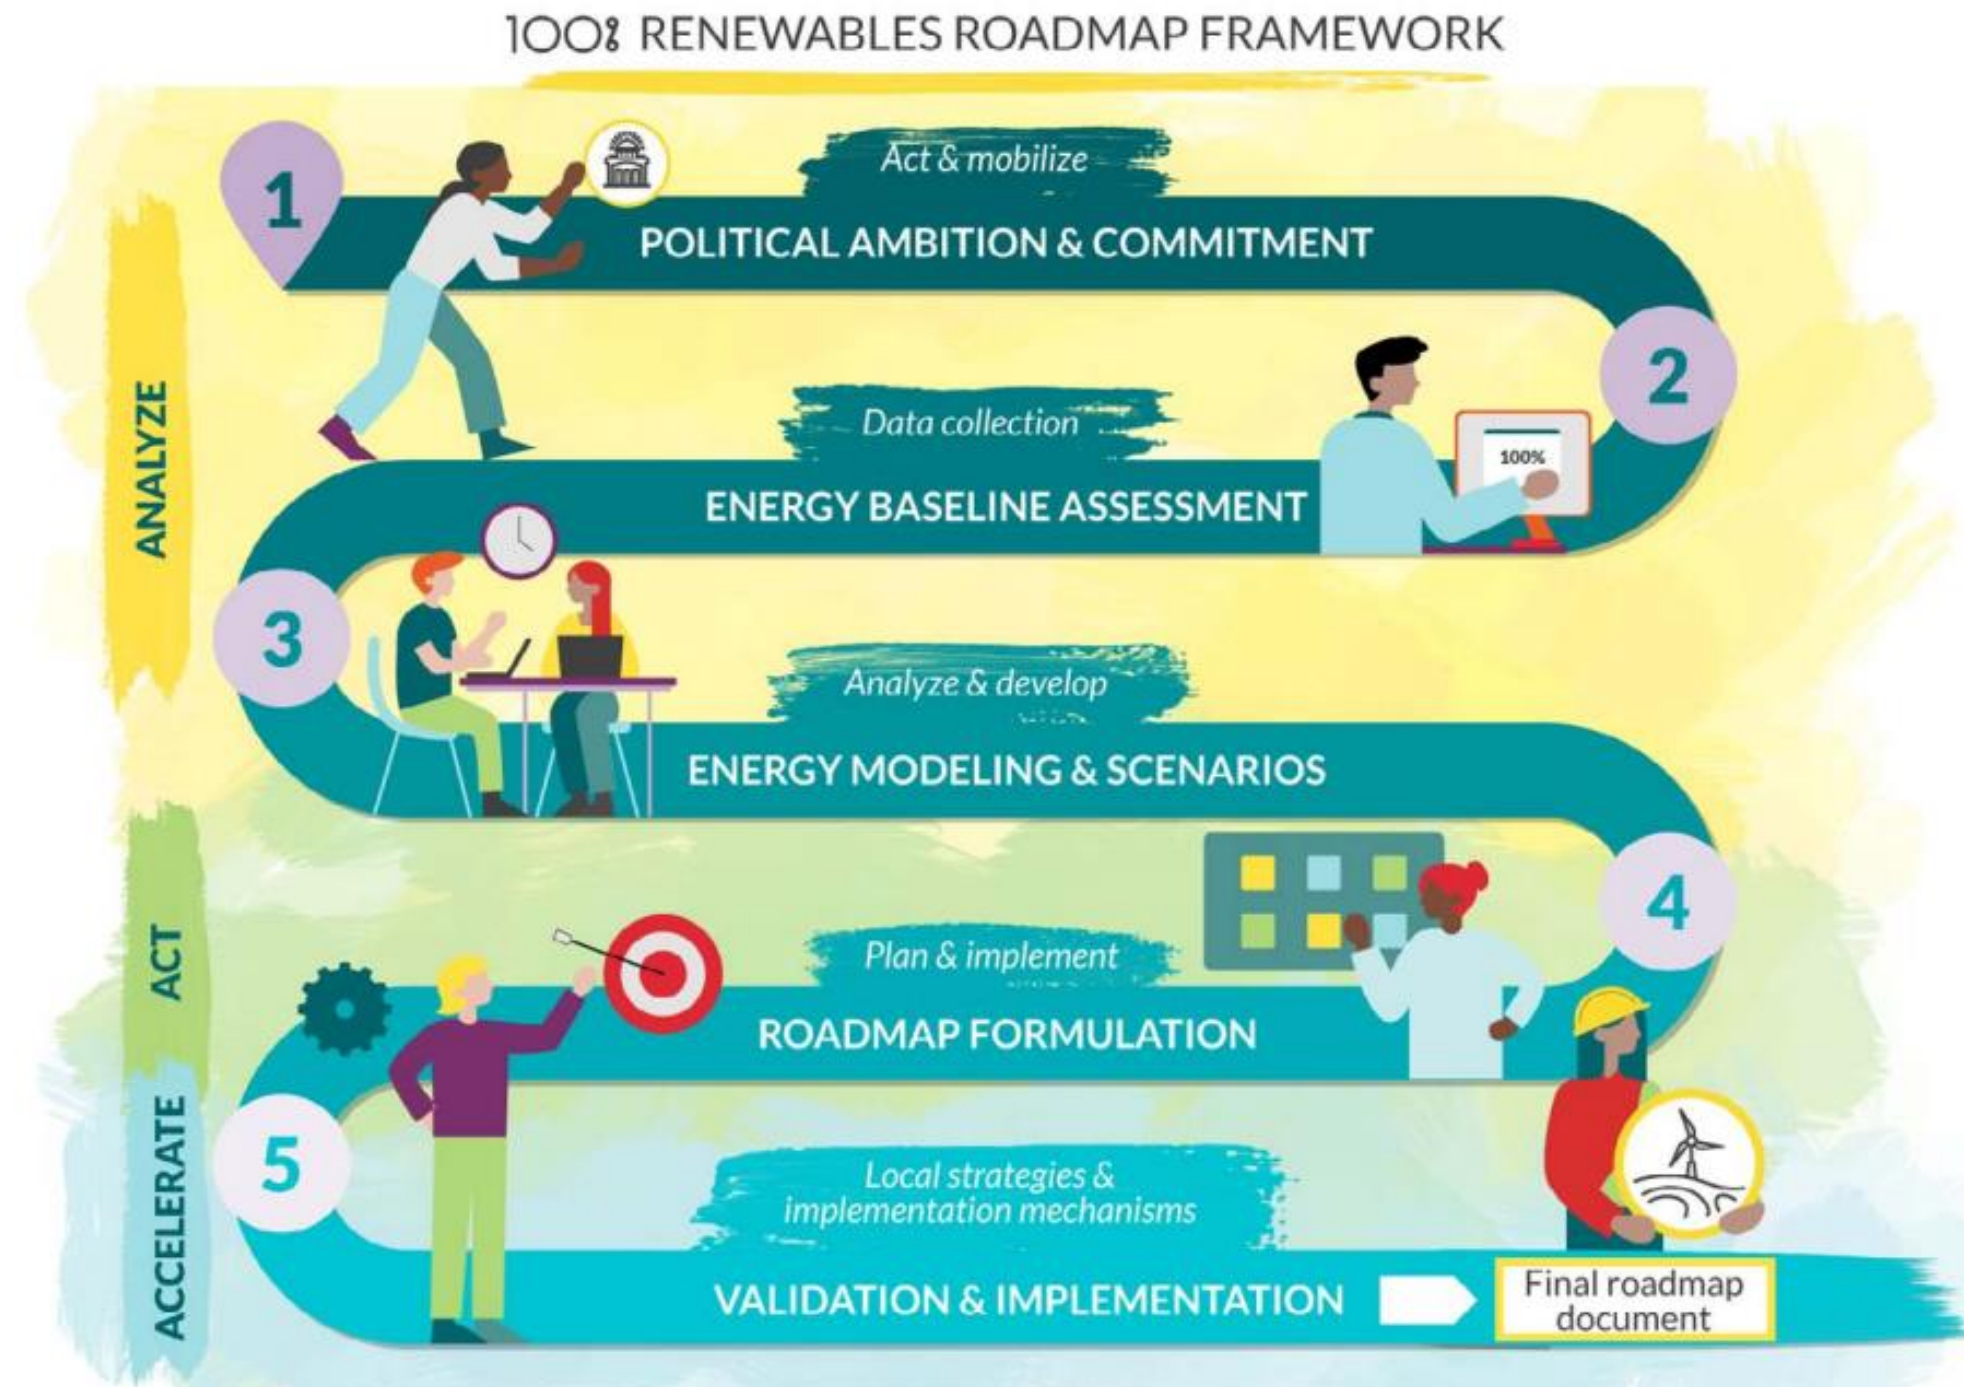 100% RENEWABLES ROADMAP FRAMEWORK
1
Act & mobilize
POLITICAL AMBITION & COMMITMENT
2
ANALYZE
Data collection
100%
ENERGY BASELINE ASSESSMENT
3
Analyze & develop
ENERGY MODELING & SCENARIOS
4
ACT
Plan & implement
ROADMAP FORMULATION
5
ACCELERATE
Local strategies &
implementation mechanisms
VALIDATION & IMPLEMENTATION
Final roadmap
document